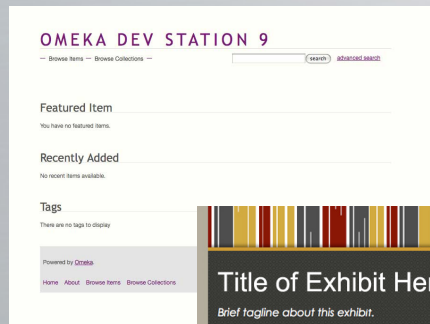 OMEKA DEV STATION 9
— Browse Items — Browse Collections —
search advanced search
Featured Item
You have no featured items.
Recently Added
No recent items available.
Tags
There are no tags to display
Powered by Omeka.
Home About Browse Items Browse Collections
Title of Exhibit Her
Brief tagline about this exhibit.